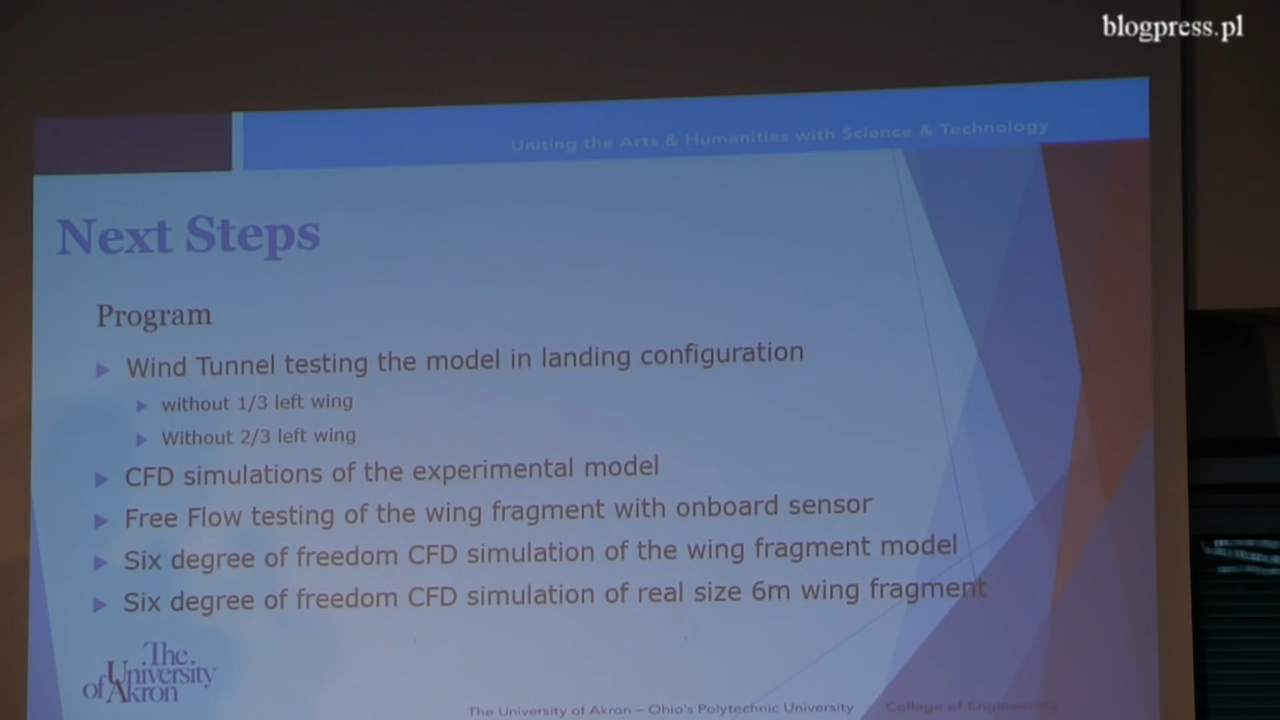 blogpress.pl
Uniting the Arts & Humanities with Science & Technology
Next Steps
Program
Wind Tunnel testing the model in landing configuration
without 1/3 left wing
Without 2/3 left wing
CFD simulations of the experimental model
Free Flow testing of the wing fragment with onboard sensor
Six degree of freedom CFD simulation of the wing fragment model
Six degree of freedom CFD simulation of real size 6m wing fragment
The
University
of Akron
The University of Akron – Ohio's Polytechnic University
College of Engineering